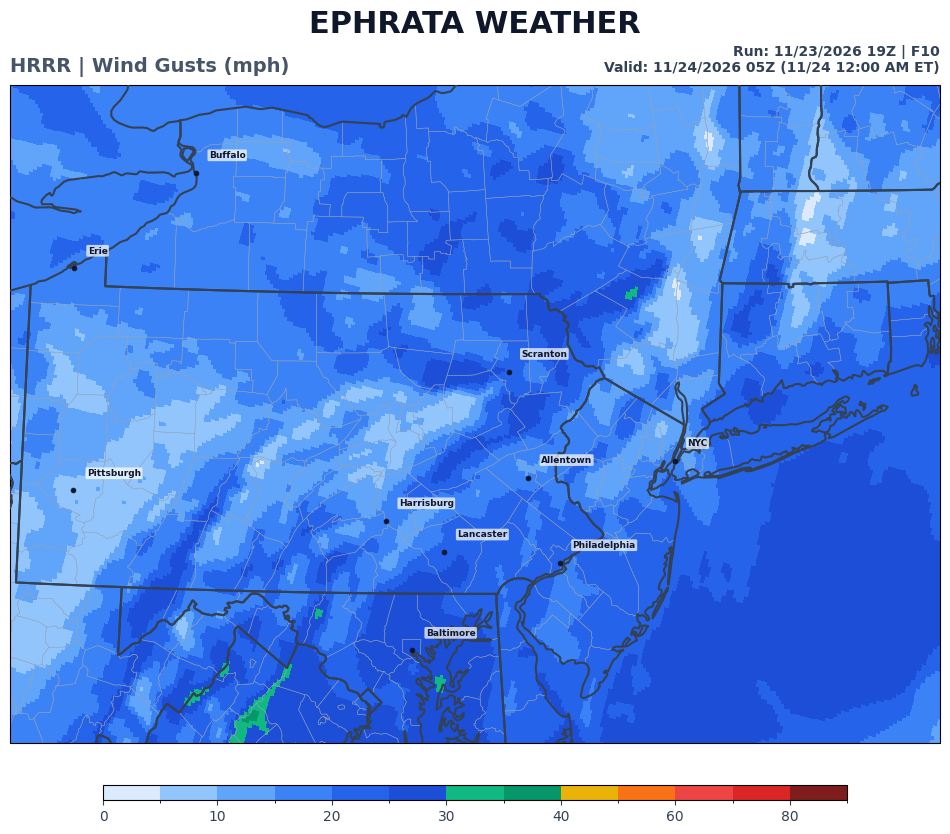 EPHRATA WEATHER
HRRR | Wind Gusts (mph)
Run: 11/23/2026 19Z | F10
Valid: 11/24/2026 05Z (11/24 12:00 AM ET)
Buffalo
Erie
Scranton
NYC
Allentown
Pittsburgh
Harrisburg
Lancaster
Philadelphia
Baltimore
0 10 20 30 40 60 80